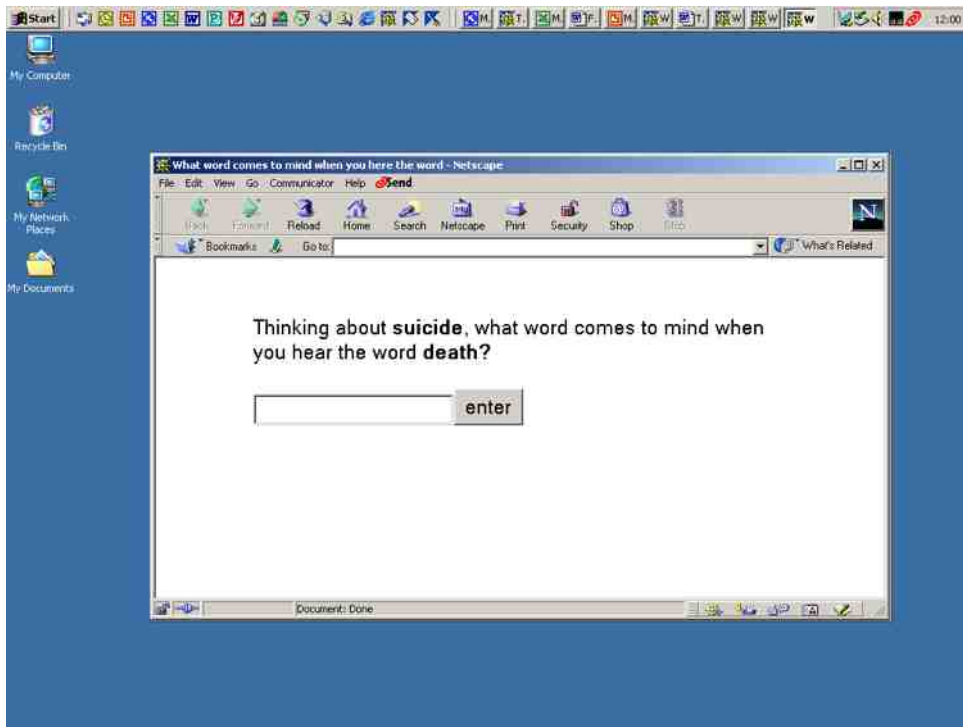 Start M. T. M. F. M. W T. W W W 12:00
My Computer
Recycle Bin
My Network
Places
My Documents
What word comes to mind when you here the word - Netscape
File Edit View Go Communicator Help Send
Back Forward Reload Home Search Netscape Print Security Shop Stop
Bookmarks Go to: What's Related
Thinking about suicide, what word comes to mind when
you hear the word death?
enter
Document: Done